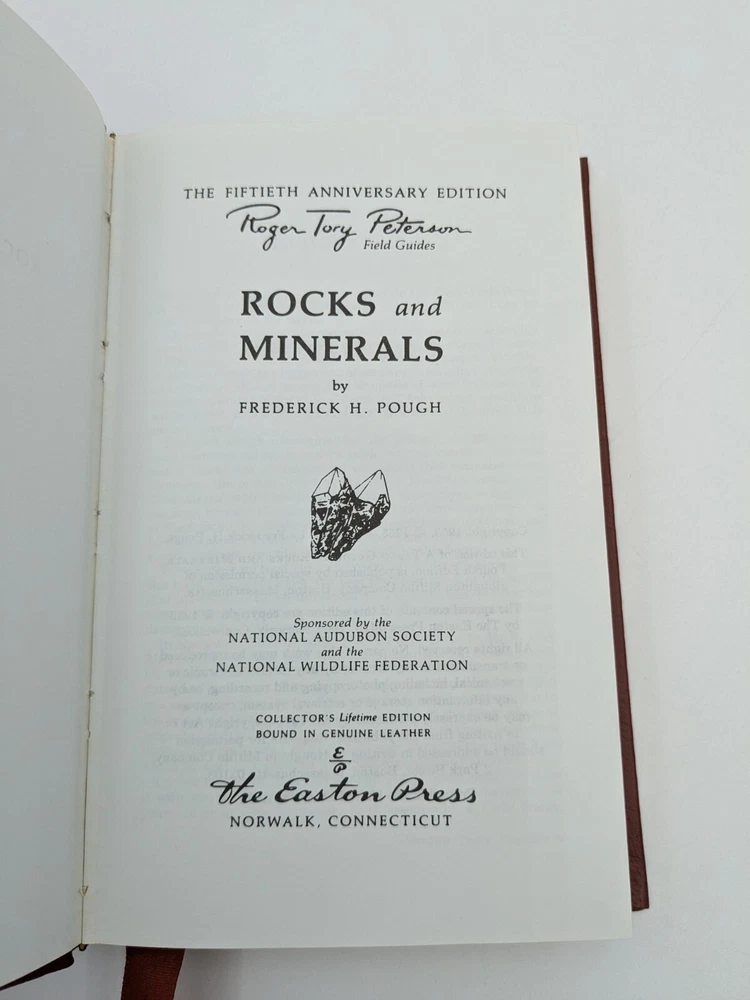 THE FIFTIETH ANNIVERSARY EDITION
Roger Tory Peterson
Field Guides
ROCKS and
MINERALS
by
FREDERICK H. POUGH
Sponsored by the
NATIONAL AUDUBON SOCIETY
and the
NATIONAL WILDLIFE FEDERATION
COLLECTOR'S Lifetime EDITION
BOUND IN GENUINE LEATHER
E
P
The Easton Press
NORWALK, CONNECTICUT